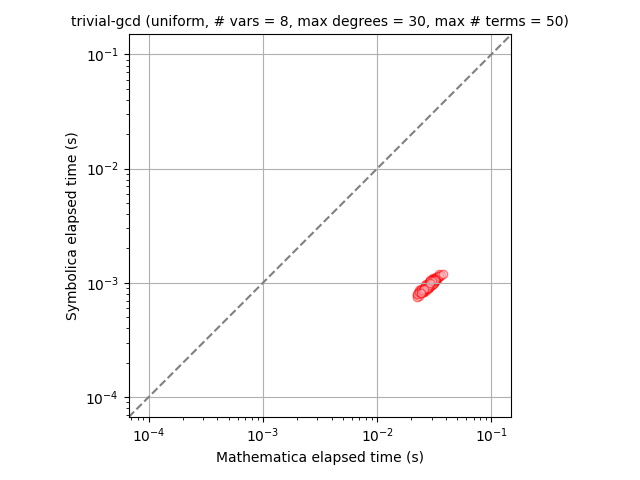 trivial-gcd (uniform, # vars = 8, max degrees = 30, max # terms = 50)
10⁻¹
10⁻²
10⁻³
10⁻⁴
Symbolica elapsed time (s)
10⁻⁴ 10⁻³ 10⁻² 10⁻¹
Mathematica elapsed time (s)